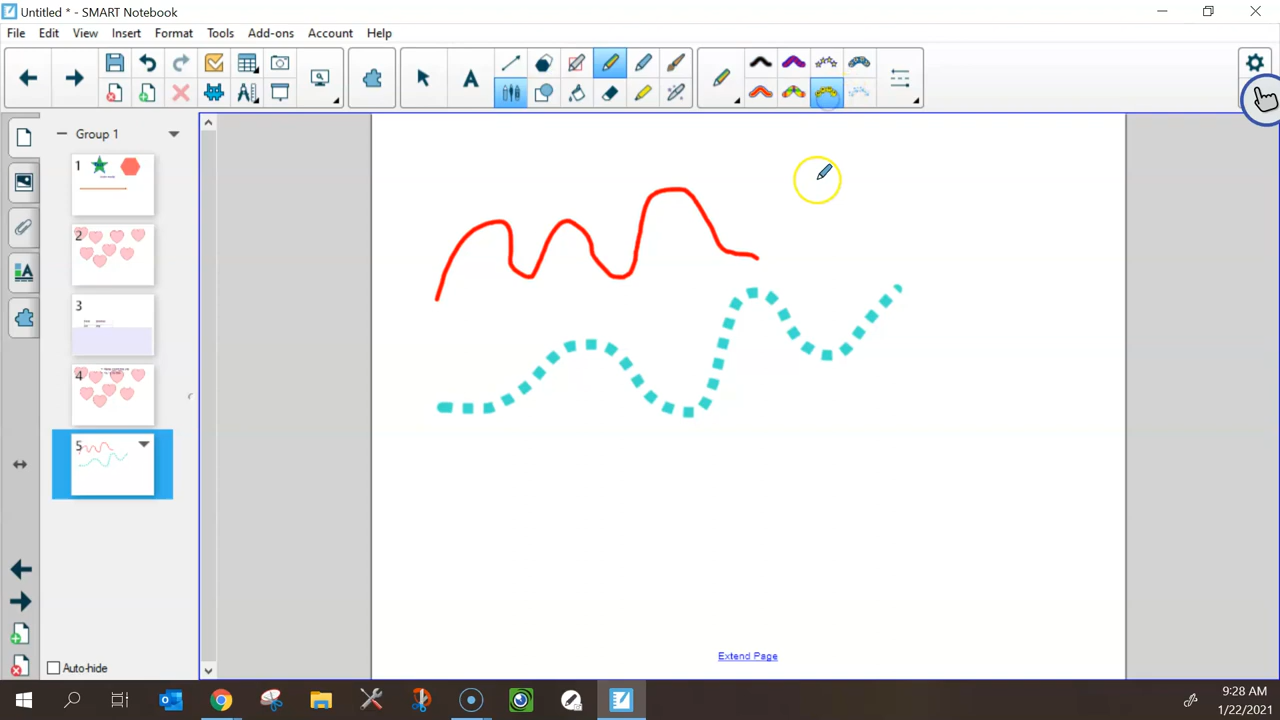 Untitled * - SMART Notebook
File Edit View Insert Format Tools Add-ons Account Help
A
Group 1
1
2
3
4
5
A
Auto-hide
Extend Page
9:28 AM
1/22/2021